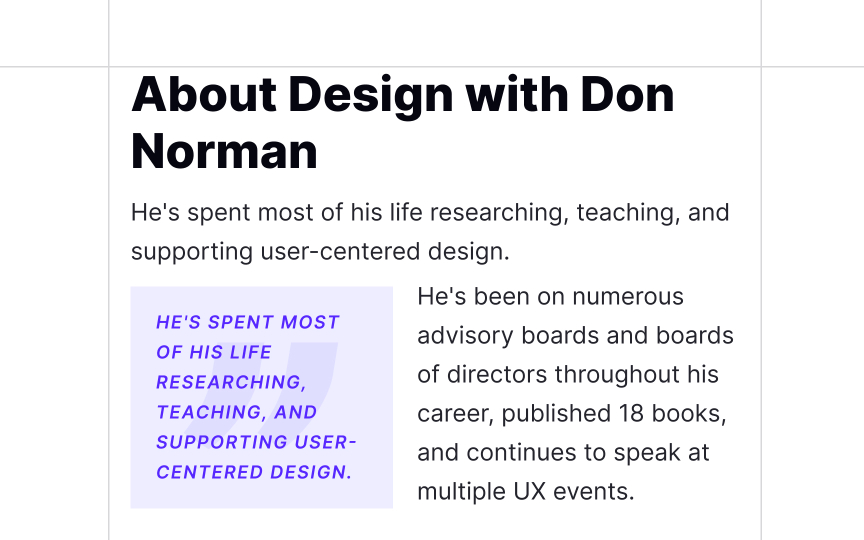 About Design with Don
Norman
He's spent most of his life researching, teaching, and
supporting user-centered design.
HE'S SPENT MOST
OF HIS LIFE
RESEARCHING,
TEACHING, AND
SUPPORTING USER-
CENTERED DESIGN.
He's been on numerous
advisory boards and boards
of directors throughout his
career, published 18 books,
and continues to speak at
multiple UX events.